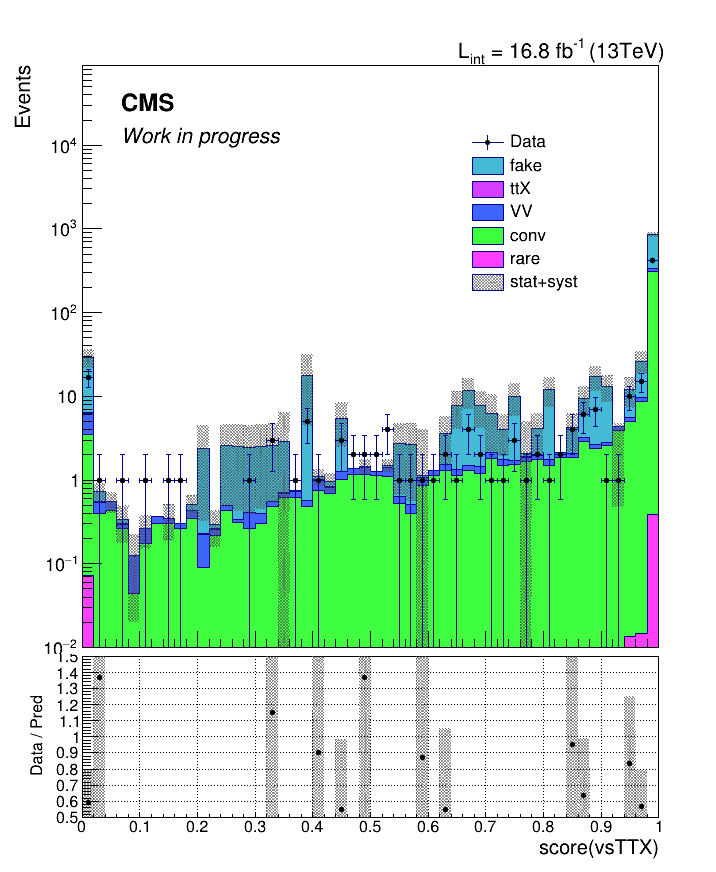 L_int = 16.8 fb^-1 (13TeV)
Events
CMS
Work in progress
Data
fake
ttX
VV
conv
rare
stat+syst
10^4
10^3
10^2
10
1
10^-1
10^-2
Data / Pred
1.5
1.4
1.3
1.2
1.1
1
0.9
0.8
0.7
0.6
0.5
0 0.1 0.2 0.3 0.4 0.5 0.6 0.7 0.8 0.9 1
score(vsTTX)